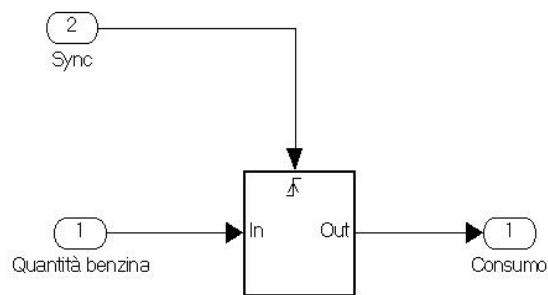 2
Sync
1
Quantità benzina
In
Out
1
Consumo